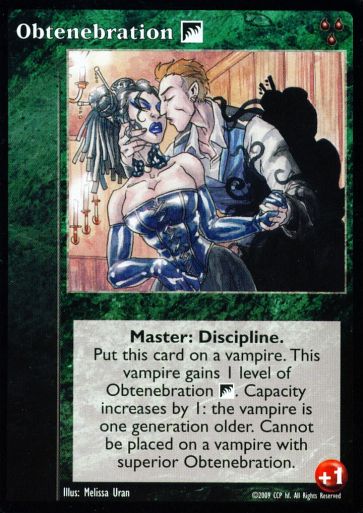 Obtenebration
Master: Discipline.
Put this card on a vampire. This
vampire gains 1 level of
Obtenebration . Capacity
increases by 1: the vampire is
one generation older. Cannot
be placed on a vampire with
superior Obtenebration.
+1
Illus: Melissa Uran
©2009 CCP hf. All Rights Reserved